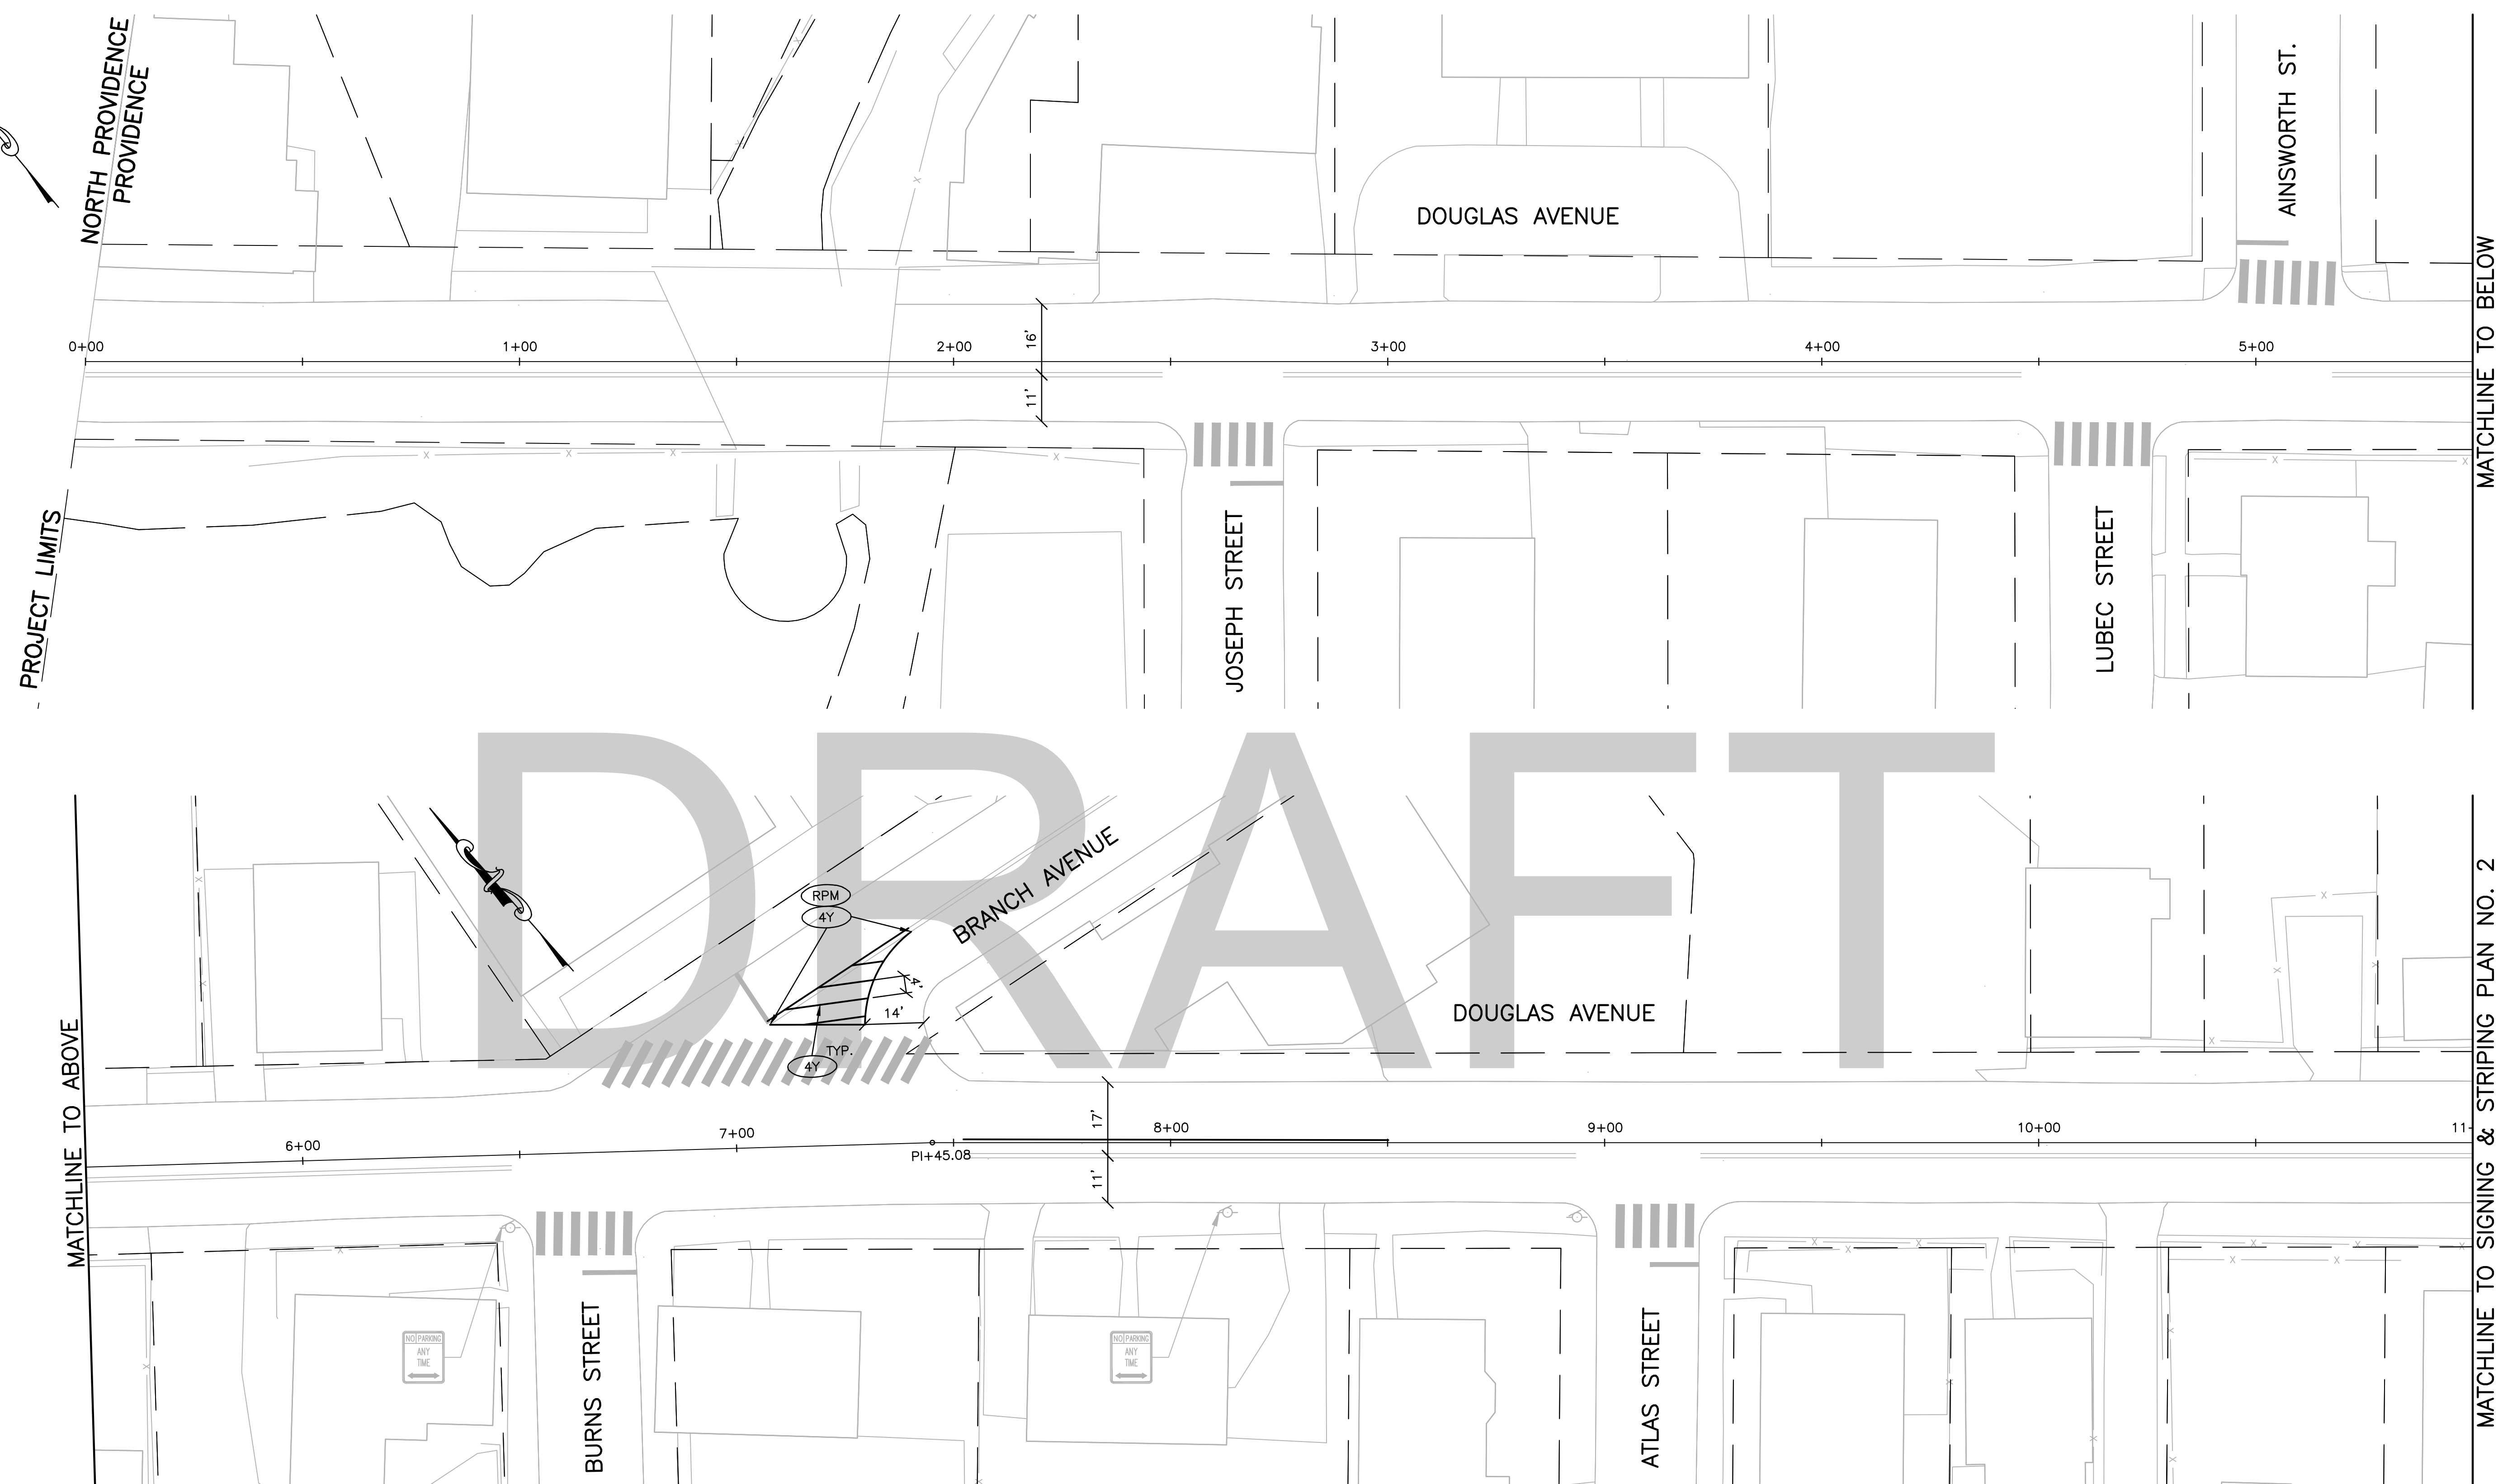 NORTH PROVIDENCE
PROVIDENCE
PROJECT LIMITS
DOUGLAS AVENUE
AINSWORTH ST.
MATCHLINE TO BELOW
0+00
1+00
2+00
3+00
4+00
5+00
16'
11'
JOSEPH STREET
LUBEC STREET
DRAFT
MATCHLINE TO ABOVE
RPM
4Y
BRANCH AVENUE
4'
14'
TYP.
4Y
DOUGLAS AVENUE
6+00
7+00
PI+45.08
8+00
9+00
10+00
11-
17'
11'
NO PARKING
ANY
TIME
NO PARKING
ANY
TIME
BURNS STREET
ATLAS STREET
MATCHLINE TO SIGNING & STRIPING PLAN NO. 2